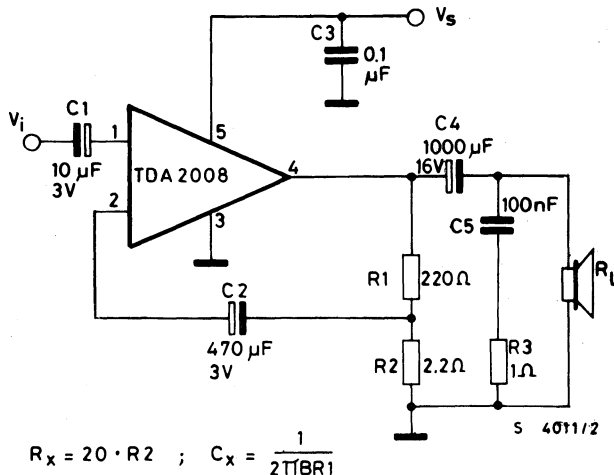 Vs
C3
0.1
μF
Vi
C1
1
10 μF
3V
2
TDA2008
5
4
3
C4
1000 μF
16V
100nF
C5
R1
220Ω
RL
C2
470 μF
3V
R2
2.2Ω
R3
1Ω
S 4011/2
Rx = 20 · R2 ; Cx = 1 / 2πBR1